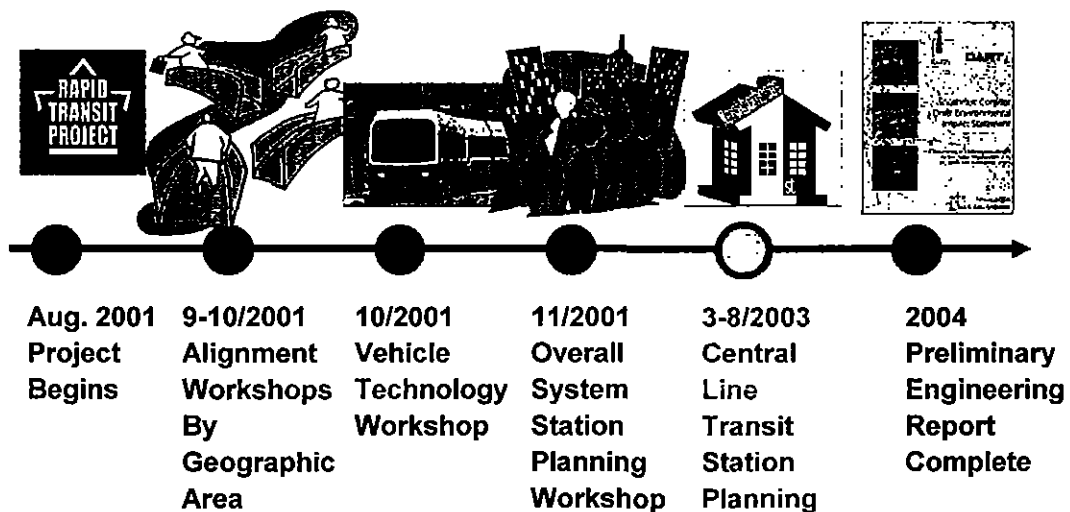 RAPID
TRANSIT
PROJECT
DART
st
Aug. 2001
Project
Begins
9-10/2001
Alignment
Workshops
By
Geographic
Area
10/2001
Vehicle
Technology
Workshop
11/2001
Overall
System
Station
Planning
Workshop
3-8/2003
Central
Line
Transit
Station
Planning
2004
Preliminary
Engineering
Report
Complete